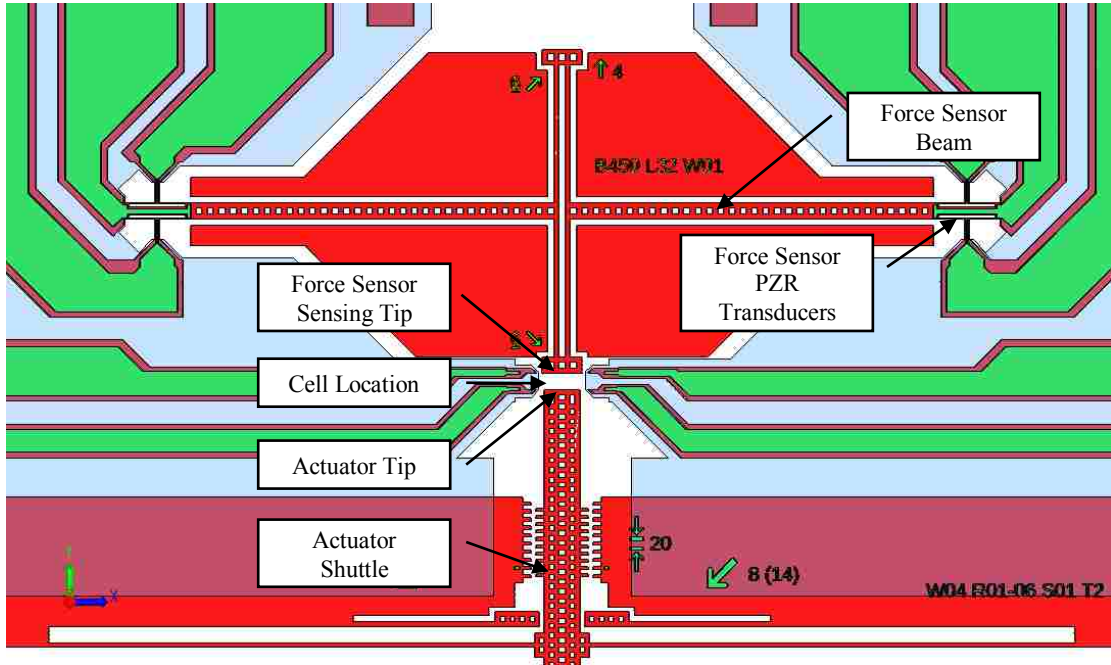 4
Force Sensor
Beam
B450 L32 W01
Force Sensor
PZR
Transducers
Force Sensor
Sensing Tip
Cell Location
Actuator Tip
Actuator
Shuttle
20
8 (14)
W04 R01-06 S01 T2
X